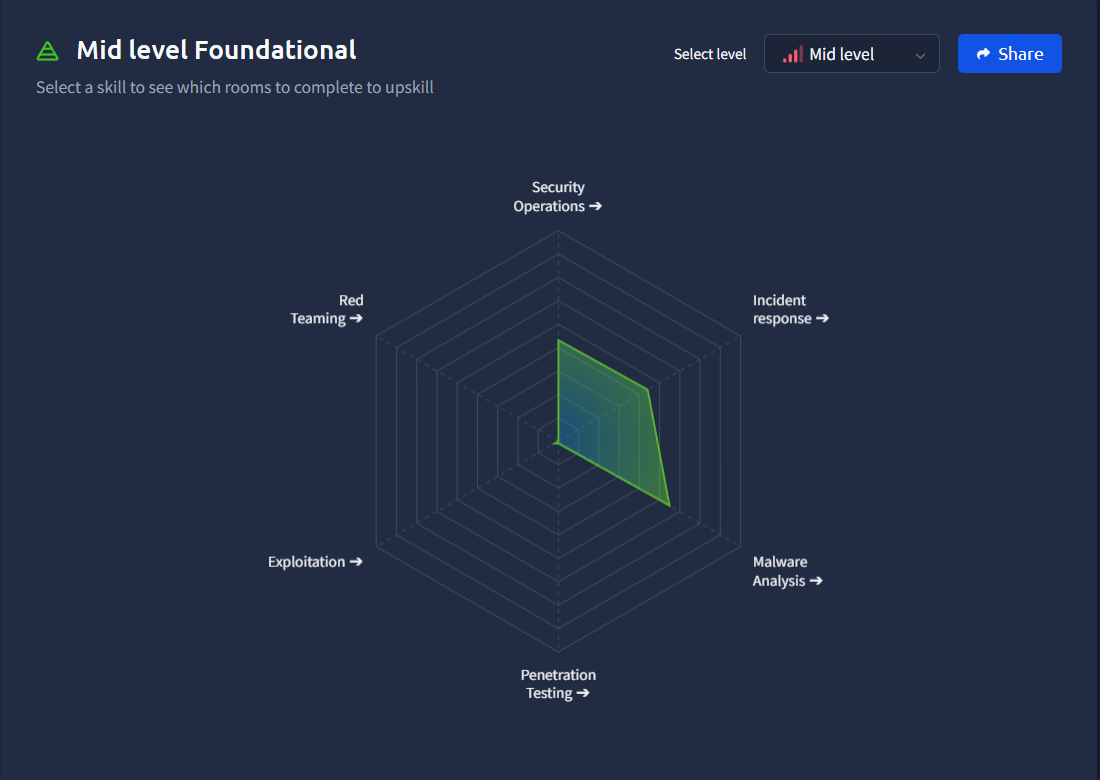 Mid level Foundational
Select a skill to see which rooms to complete to upskill
Select level
Mid level
Share
Security
Operations ➔
Incident
response ➔
Malware
Analysis ➔
Penetration
Testing ➔
Exploitation ➔
Red
Teaming ➔